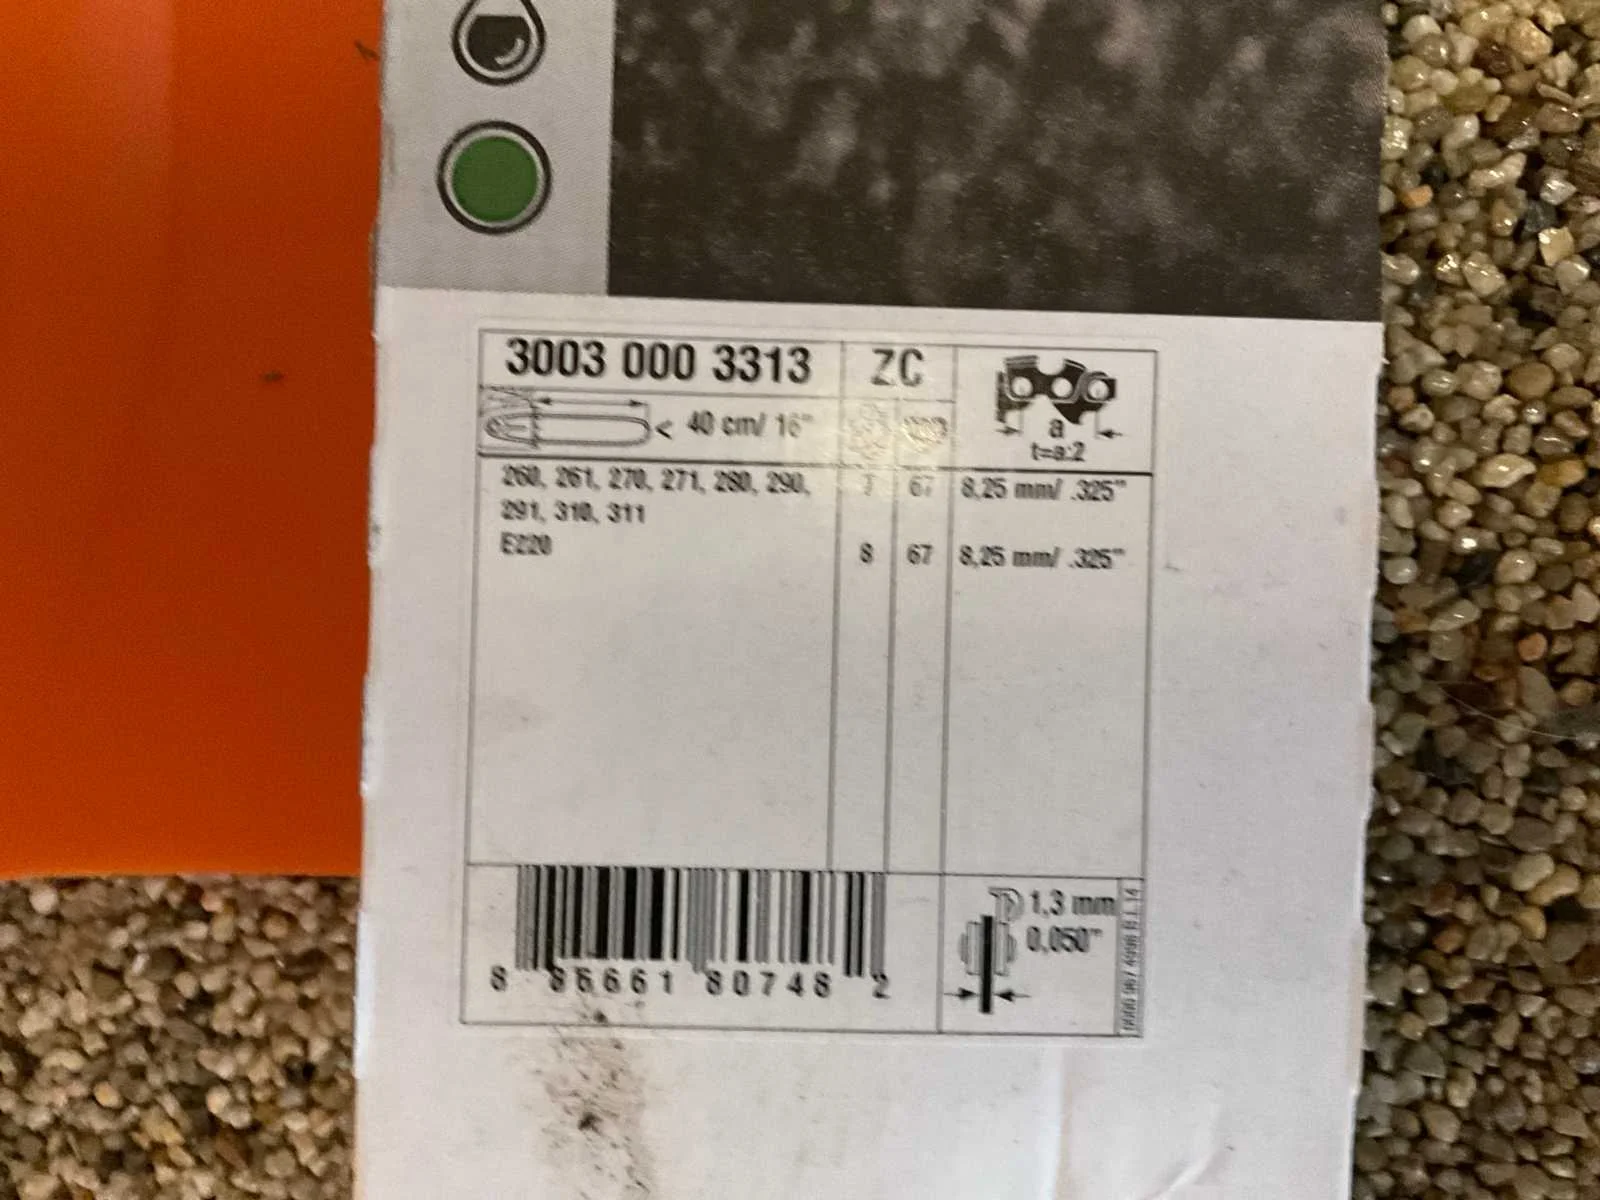 3003 000 3313 ZC
< 40 cm/ 16"
a
t=a:2
260, 261, 270, 271, 280, 290, 7 67 8,25 mm/ .325"
291, 310, 311
E220 8 67 8,25 mm/ .325"
1,3 mm
0,050"
8 86661 80748 2